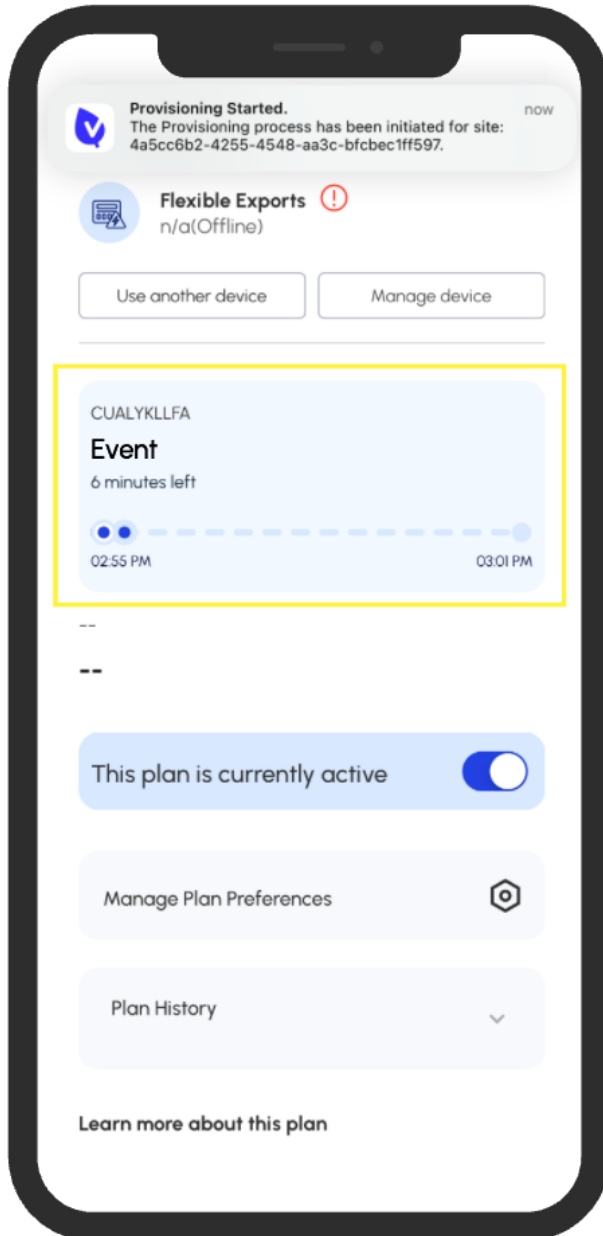 Provisioning Started.
now
The Provisioning process has been initiated for site:
4a5cc6b2-4255-4548-aa3c-bfcbec1ff597.
Flexible Exports
n/a(Offline)
Use another device
Manage device
CUALYKLLFA
Event
6 minutes left
02:55 PM
03:01 PM
--
--
This plan is currently active
Manage Plan Preferences
Plan History
Learn more about this plan